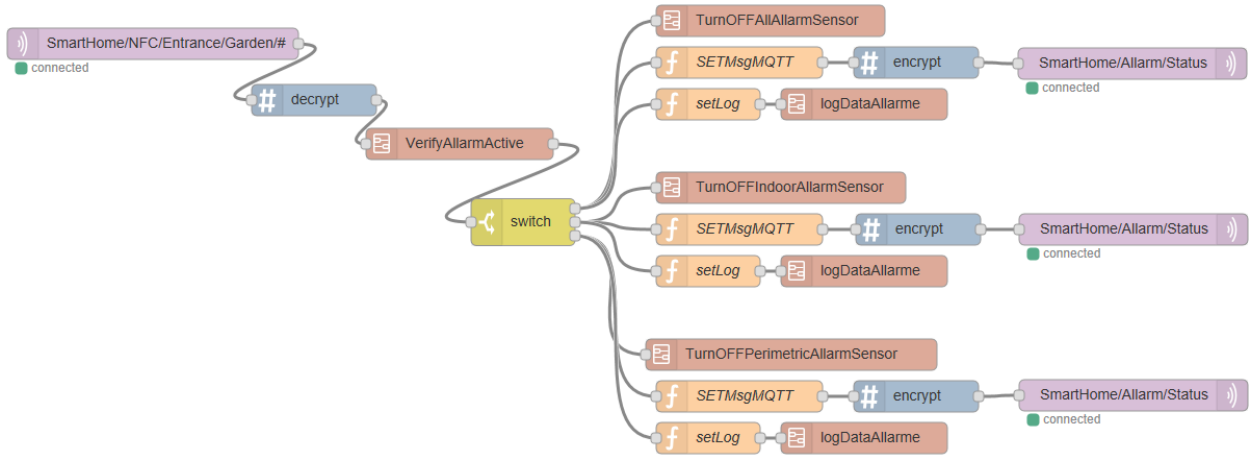 SmartHome/NFC/Entrance/Garden/#
connected
decrypt
VerifyAllarmActive
switch
TurnOFFAllAllarmSensor
SETMsgMQTT
encrypt
SmartHome/Allarm/Status
connected
setLog
logDataAllarme
TurnOFFIndoorAllarmSensor
SETMsgMQTT
encrypt
SmartHome/Allarm/Status
connected
setLog
logDataAllarme
TurnOFFPerimetricAllarmSensor
SETMsgMQTT
encrypt
SmartHome/Allarm/Status
connected
setLog
logDataAllarme